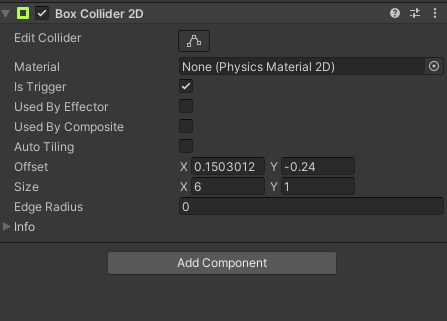 Box Collider 2D
Edit Collider
Material None (Physics Material 2D)
Is Trigger
Used By Effector
Used By Composite
Auto Tiling
Offset X 0.1503012 Y -0.24
Size X 6 Y 1
Edge Radius 0
Info
Add Component